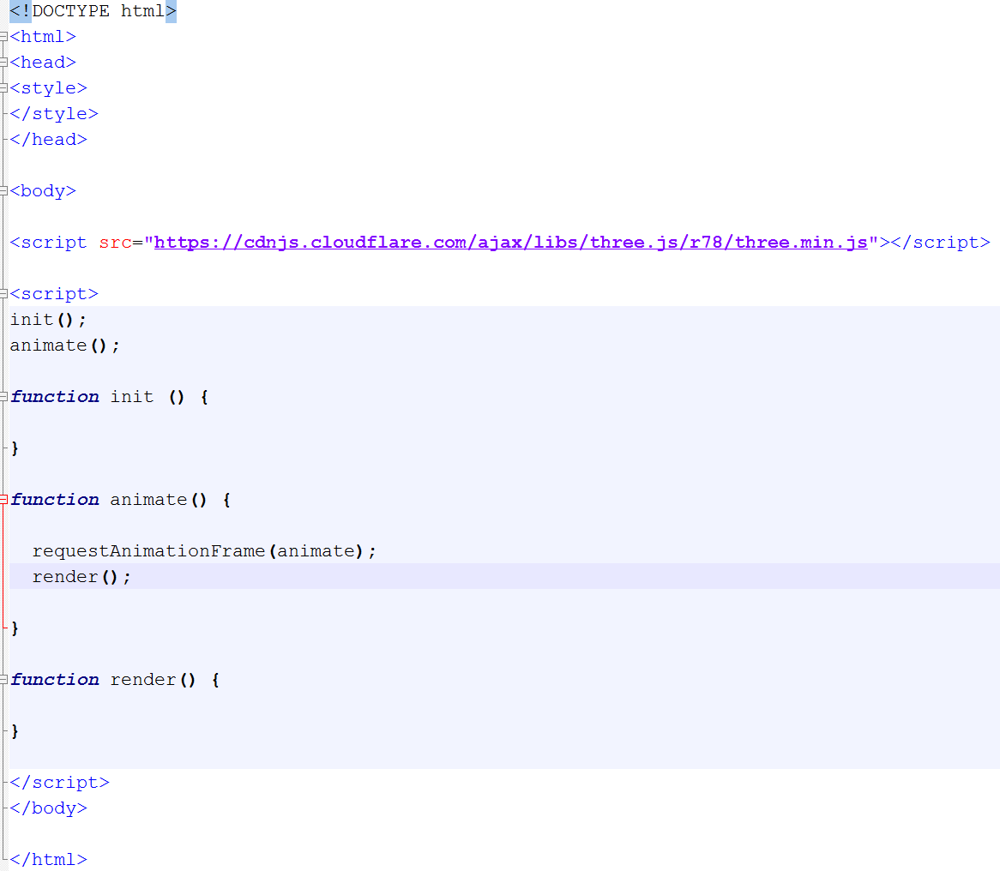 <!DOCTYPE html>
<html>
<head>
<style>
</style>
</head>
<body>
<script src="https://cdnjs.cloudflare.com/ajax/libs/three.js/r78/three.min.js"></script>
<script>
init();
animate();
function init () {
}
function animate() {
  requestAnimationFrame(animate);
  render();
}
function render() {
}
</script>
</body>
</html>